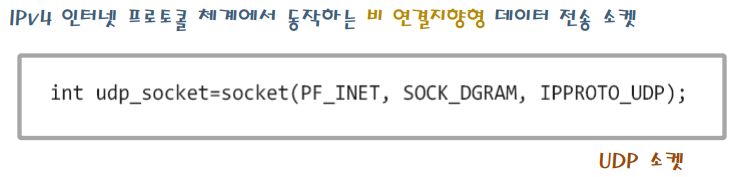 IPv4 인터넷 프로토콜 체계에서 동작하는 비 연결지향형 데이터 전송 소켓
int udp_socket=socket(PF_INET, SOCK_DGRAM, IPPROTO_UDP);
UDP 소켓